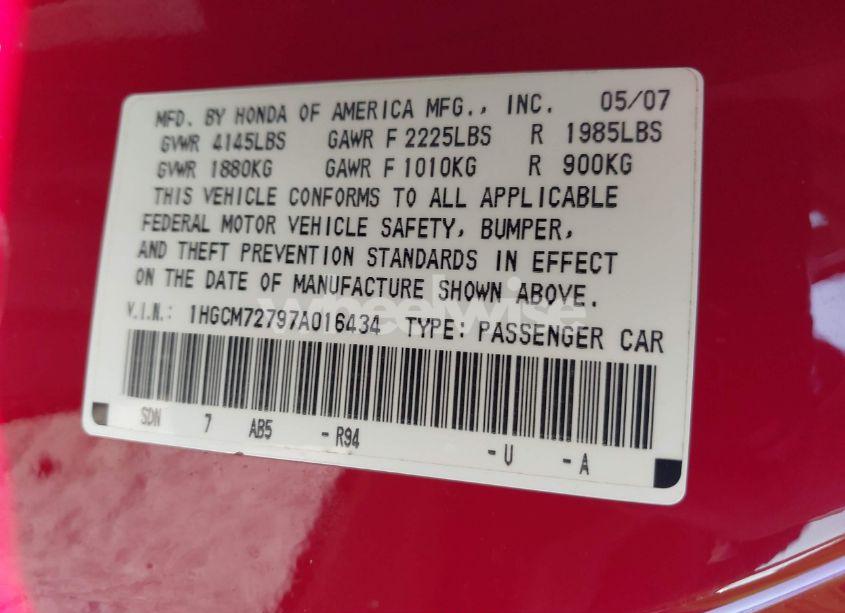 MFD. BY HONDA OF AMERICA MFG., INC. 05/07
GVWR 4145LBS GAWR F 2225LBS R 1985LBS
GVWR 1880KG GAWR F 1010KG R 900KG
THIS VEHICLE CONFORMS TO ALL APPLICABLE
FEDERAL MOTOR VEHICLE SAFETY, BUMPER,
AND THEFT PREVENTION STANDARDS IN EFFECT
ON THE DATE OF MANUFACTURE SHOWN ABOVE.
wheelwise
V.I.N.: 1HGCM72797A016434 TYPE: PASSENGER CAR
SDN 7 AB5 - R94 - U - A